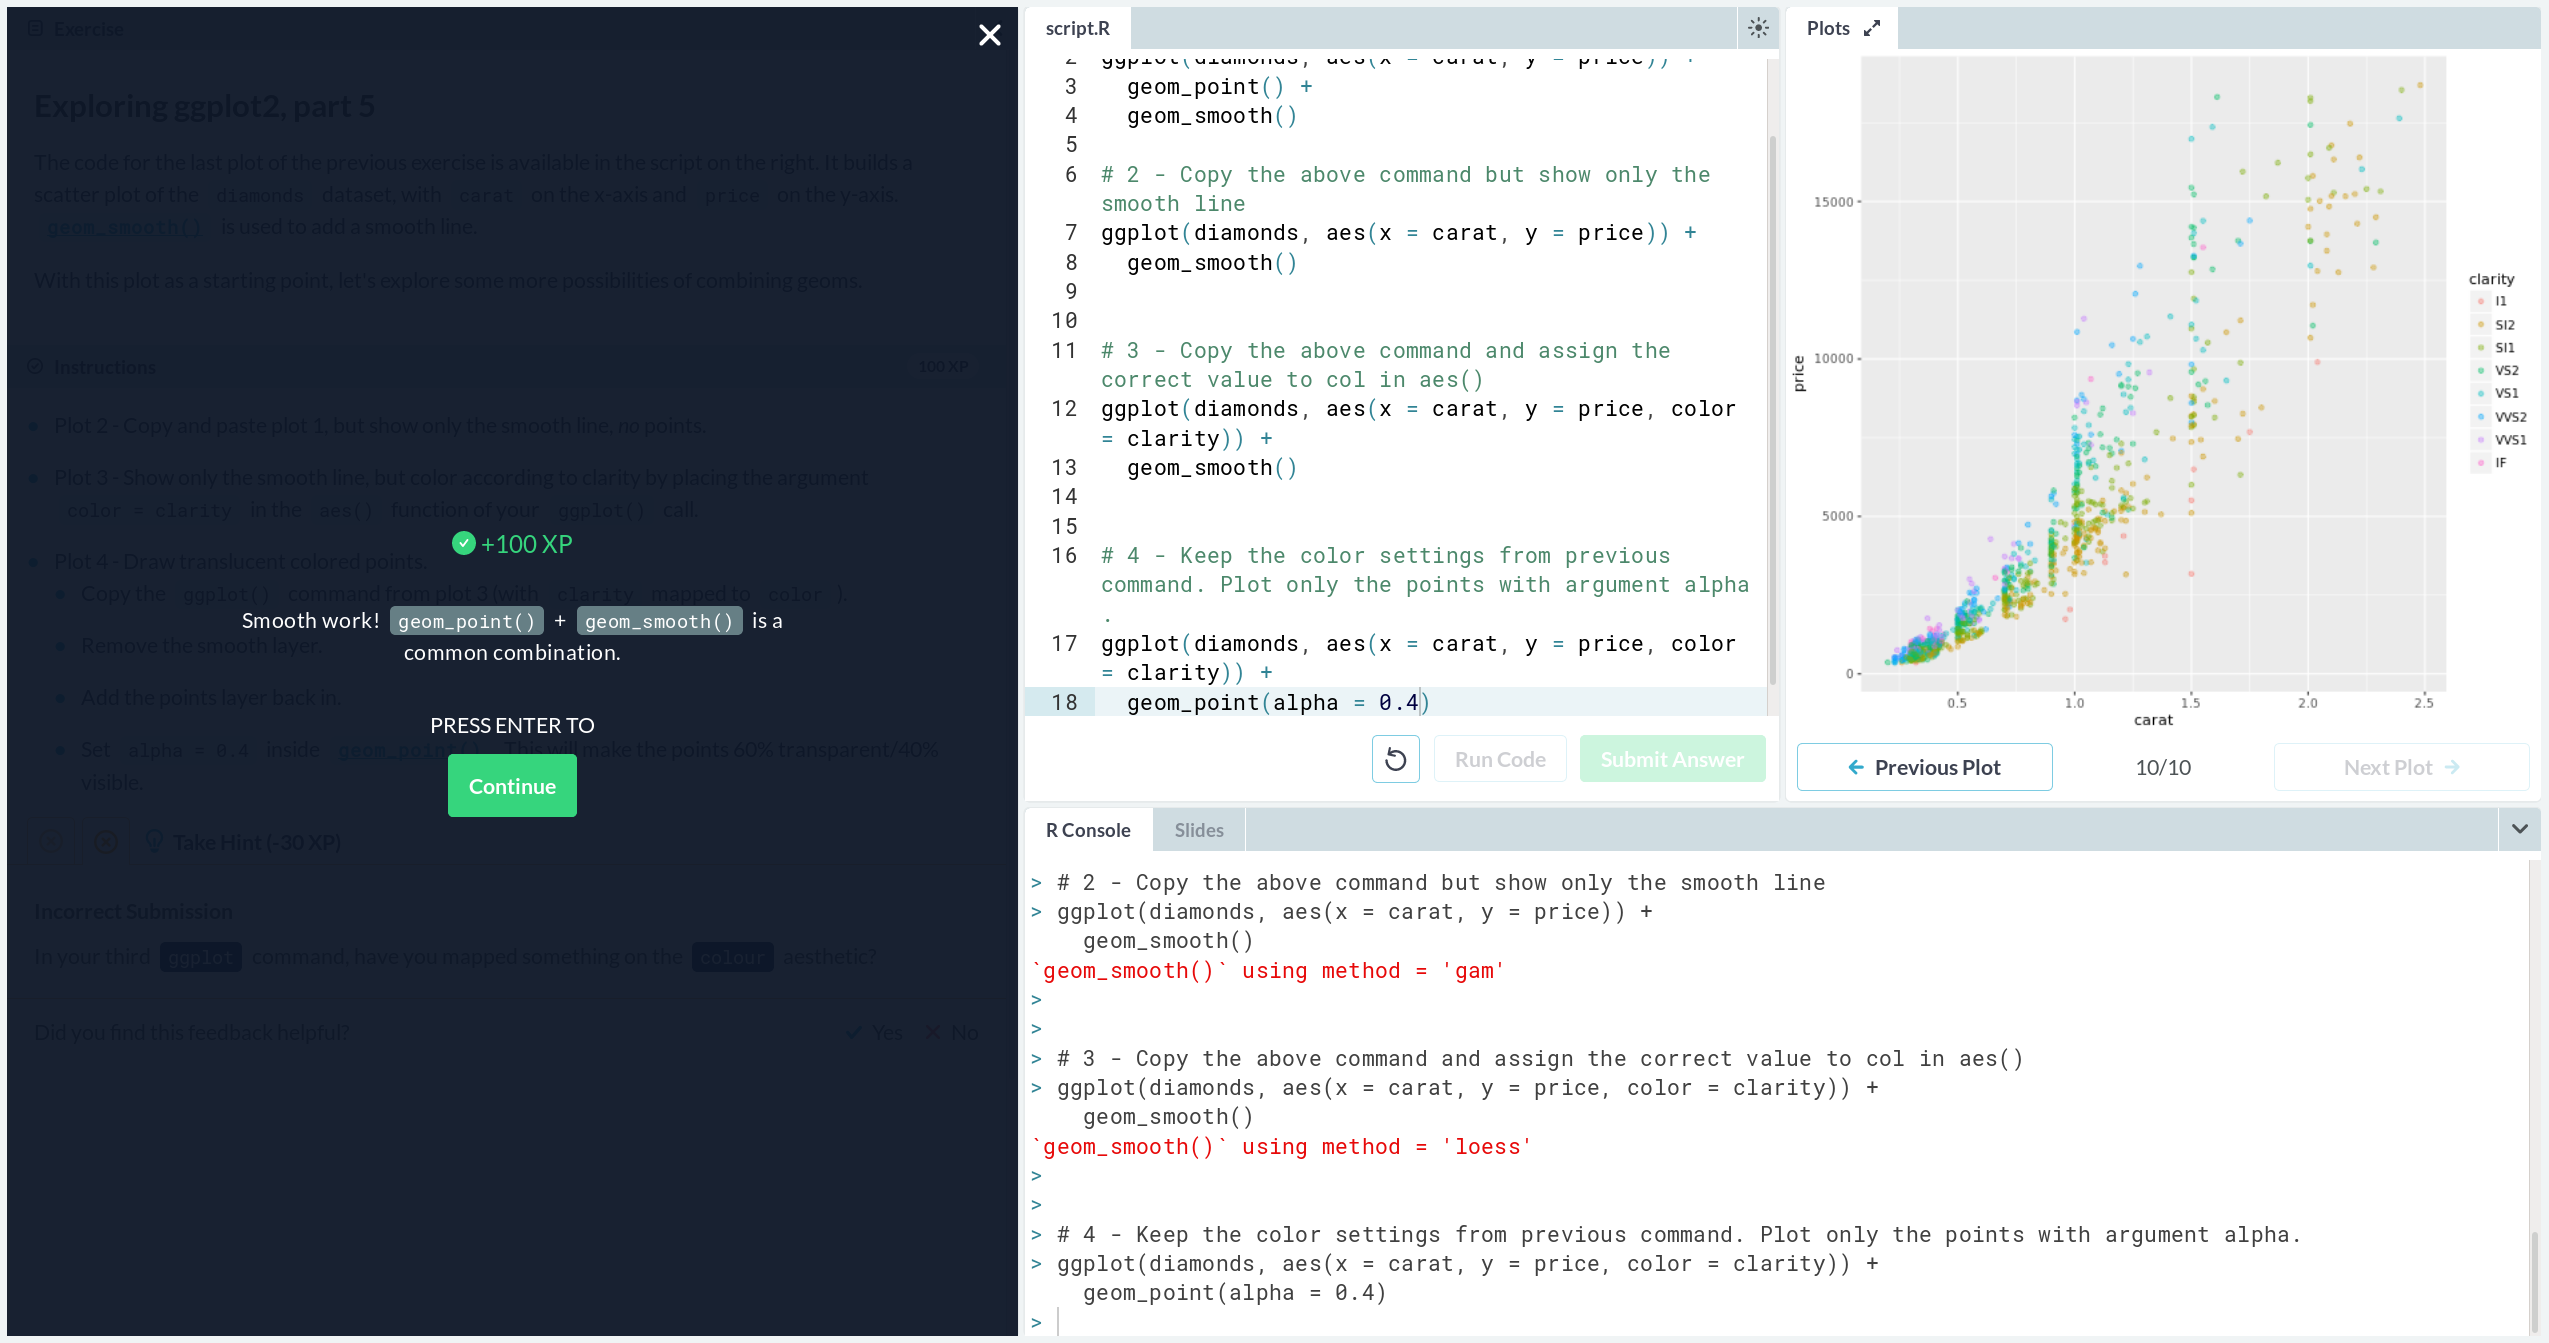 Exercise
Exploring ggplot2, part 5
The code for the last plot of the previous exercise is available in the script on the right. It builds a
scatter plot of the diamonds dataset, with carat on the x-axis and price on the y-axis.
geom_smooth() is used to add a smooth line.
With this plot as a starting point, let's explore some more possibilities of combining geoms.
Instructions
100 XP
Plot 2 - Copy and paste plot 1, but show only the smooth line, no points.
Plot 3 - Show only the smooth line, but color according to clarity by placing the argument
color = clarity in the aes() function of your ggplot() call.
Plot 4 - Draw translucent colored points.
Copy the ggplot() command from plot 3 (with clarity mapped to color ).
Remove the smooth layer.
Add the points layer back in.
Set alpha = 0.4 inside geom_point(). This will make the points 60% transparent/40%
visible.
Take Hint (-30 XP)
Incorrect Submission
In your third ggplot command, have you mapped something on the colour aesthetic?
Did you find this feedback helpful?
Yes
No
+100 XP
Smooth work! geom_point() + geom_smooth() is a
common combination.
PRESS ENTER TO
Continue
script.R
2 ggplot(diamonds, aes(x = carat, y = price)) +
3 geom_point() +
4 geom_smooth()
5
6 # 2 - Copy the above command but show only the
smooth line
7 ggplot(diamonds, aes(x = carat, y = price)) +
8 geom_smooth()
9
10
11 # 3 - Copy the above command and assign the
correct value to col in aes()
12 ggplot(diamonds, aes(x = carat, y = price, color
= clarity)) +
13 geom_smooth()
14
15
16 # 4 - Keep the color settings from previous
command. Plot only the points with argument alpha
.
17 ggplot(diamonds, aes(x = carat, y = price, color
= clarity)) +
18 geom_point(alpha = 0.4)
Run Code
Submit Answer
Plots
15000
10000
5000
0
price
0.5 1.0 1.5 2.0 2.5
carat
clarity
I1
SI2
SI1
VS2
VS1
VVS2
VVS1
IF
Previous Plot
10/10
Next Plot
R Console
Slides
> # 2 - Copy the above command but show only the smooth line
> ggplot(diamonds, aes(x = carat, y = price)) +
geom_smooth()
`geom_smooth()` using method = 'gam'
>
>
> # 3 - Copy the above command and assign the correct value to col in aes()
> ggplot(diamonds, aes(x = carat, y = price, color = clarity)) +
geom_smooth()
`geom_smooth()` using method = 'loess'
>
>
> # 4 - Keep the color settings from previous command. Plot only the points with argument alpha.
> ggplot(diamonds, aes(x = carat, y = price, color = clarity)) +
geom_point(alpha = 0.4)
>